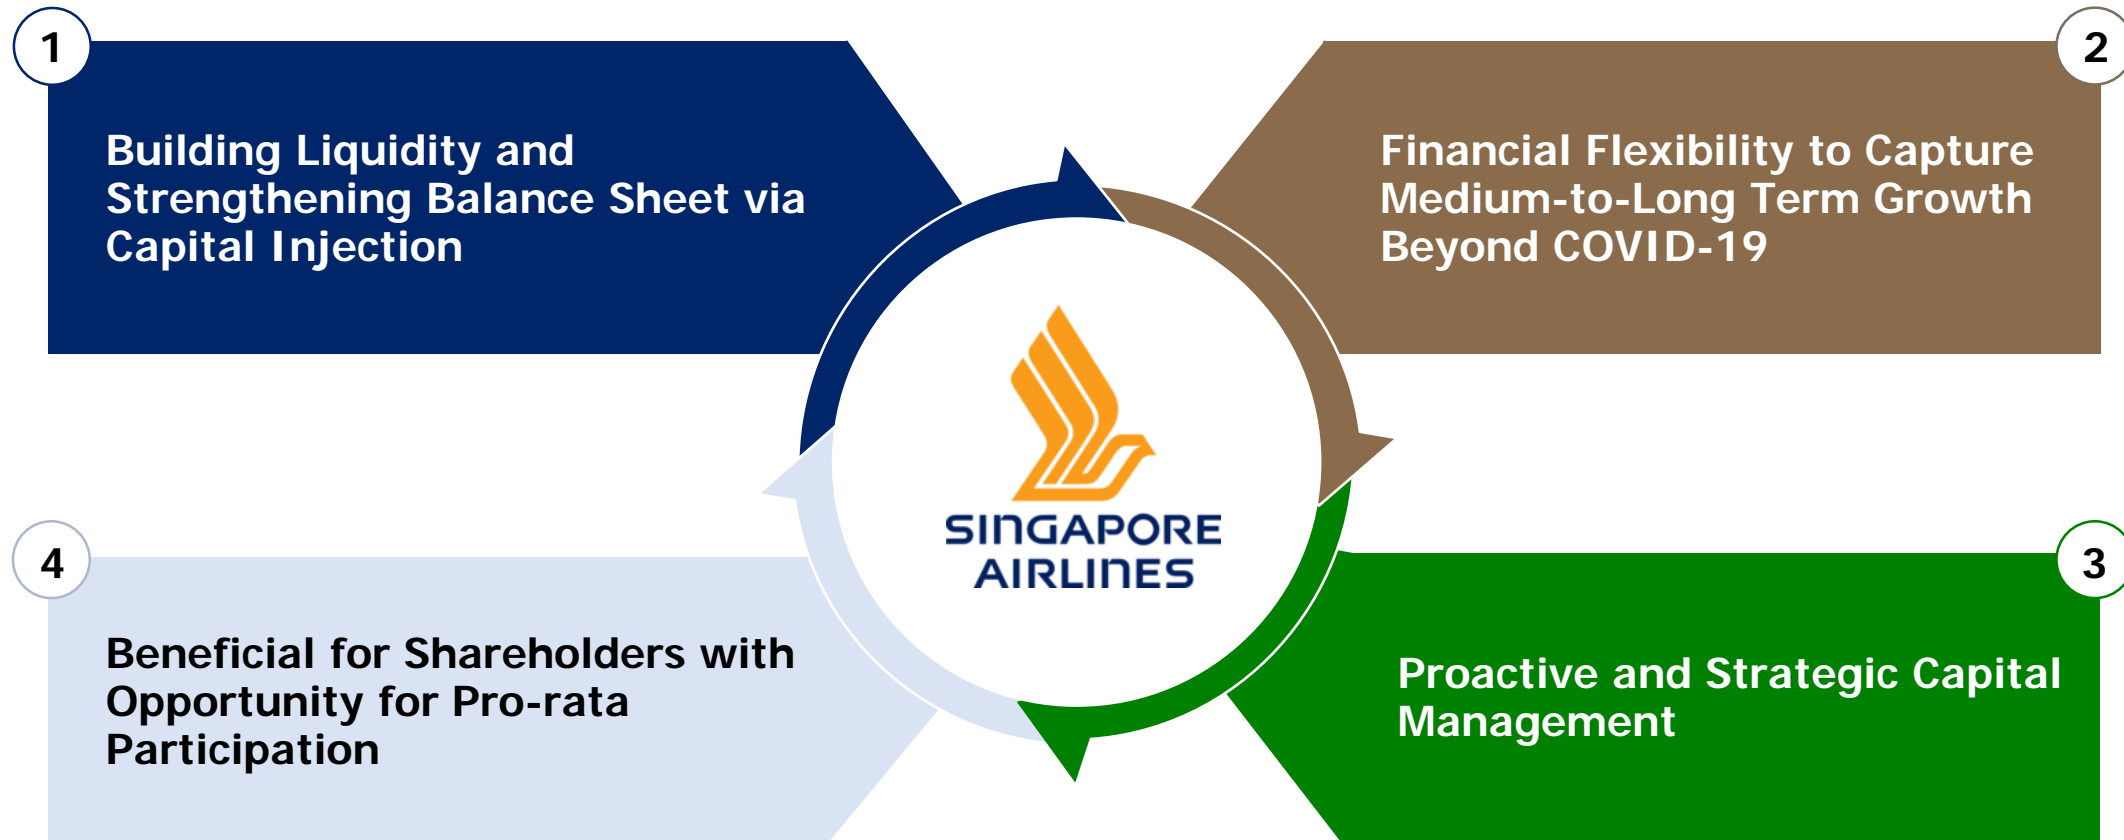 1
Building Liquidity and
Strengthening Balance Sheet via
Capital Injection
2
Financial Flexibility to Capture
Medium-to-Long Term Growth
Beyond COVID-19
SINGAPORE
AIRLINES
3
Proactive and Strategic Capital
Management
4
Beneficial for Shareholders with
Opportunity for Pro-rata
Participation